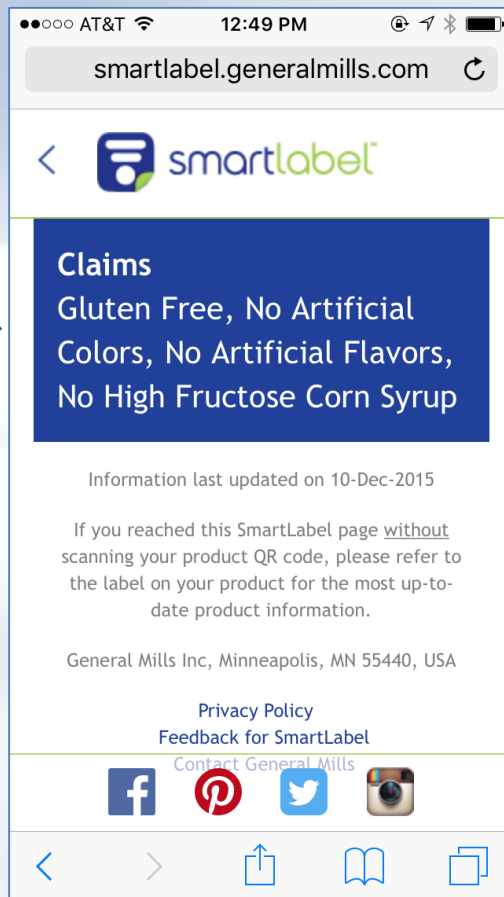 AT&T 12:49 PM
smartlabel.generalmills.com
smartlabel™
Claims
Gluten Free, No Artificial
Colors, No Artificial Flavors,
No High Fructose Corn Syrup
Information last updated on 10-Dec-2015
If you reached this SmartLabel page without
scanning your product QR code, please refer to
the label on your product for the most up-to-
date product information.
General Mills Inc, Minneapolis, MN 55440, USA
Privacy Policy
Feedback for SmartLabel
Contact General Mills